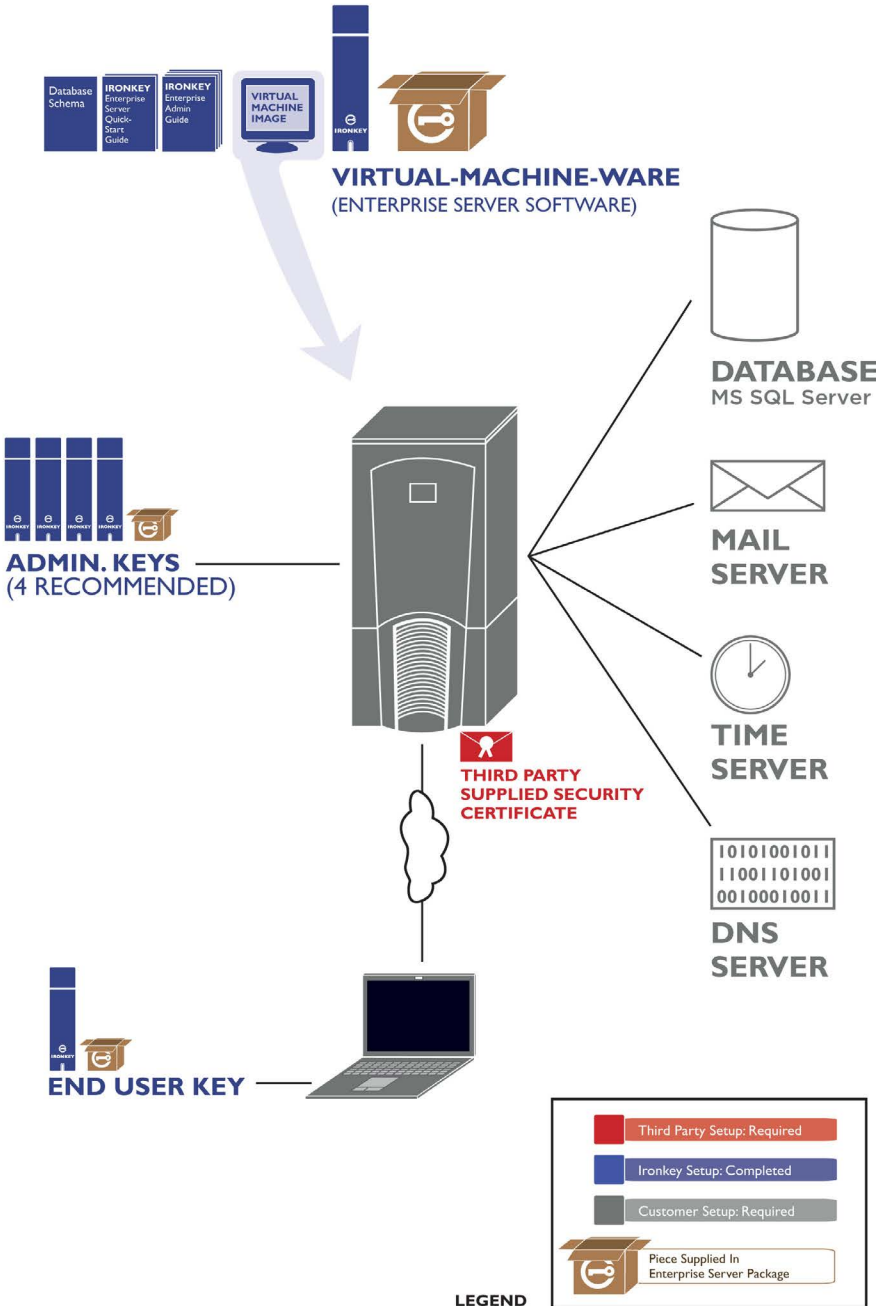 Database
Schema
IRONKEY
Enterprise
Server
Quick-
Start
Guide
IRONKEY
Enterprise
Admin
Guide
VIRTUAL
MACHINE
IMAGE
IRONKEY
VIRTUAL-MACHINE-WARE
(ENTERPRISE SERVER SOFTWARE)
DATABASE
MS SQL Server
IRONKEY
IRONKEY
IRONKEY
IRONKEY
ADMIN. KEYS
(4 RECOMMENDED)
MAIL
SERVER
TIME
SERVER
THIRD PARTY
SUPPLIED SECURITY
CERTIFICATE
10101001011
11001101001
00100010011
DNS
SERVER
IRONKEY
END USER KEY
Third Party Setup: Required
Ironkey Setup: Completed
Customer Setup: Required
Piece Supplied In
Enterprise Server Package
LEGEND